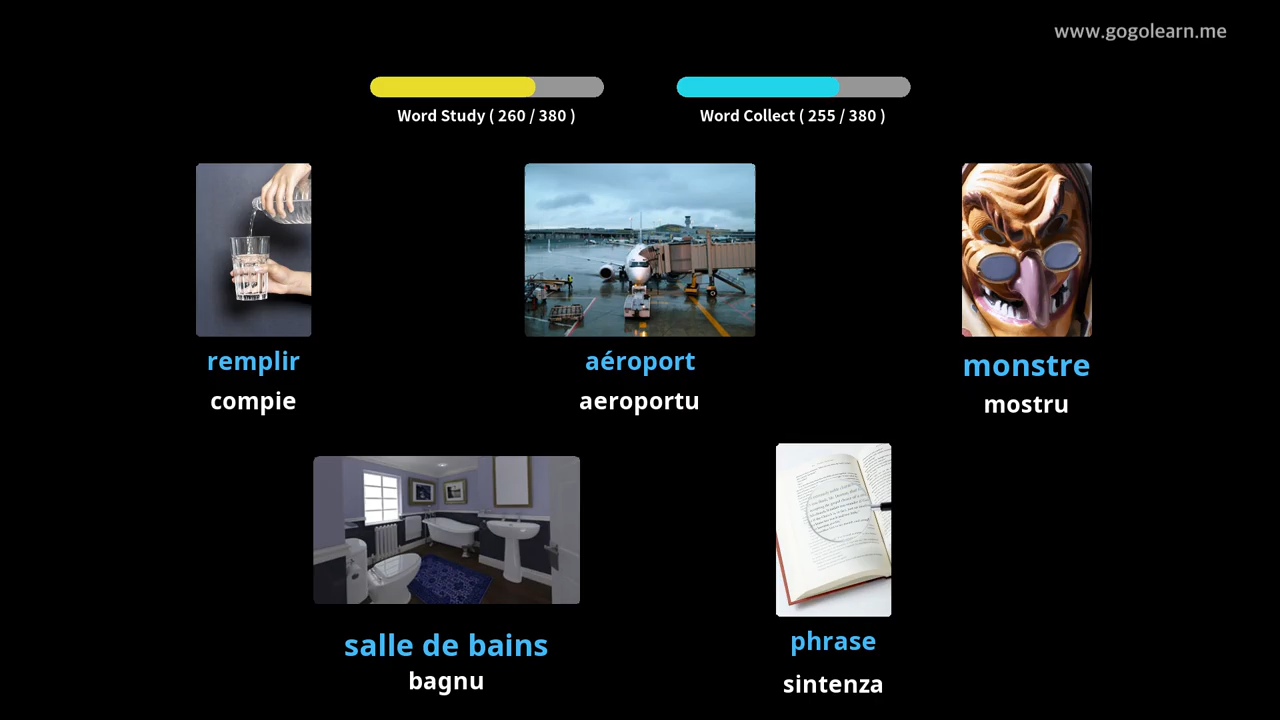 www.gogolearn.me
Word Study ( 260 / 380 )
Word Collect ( 255 / 380 )
remplir
compie
aéroport
aeroportu
monstre
mostru
salle de bains
bagnu
phrase
sintenza